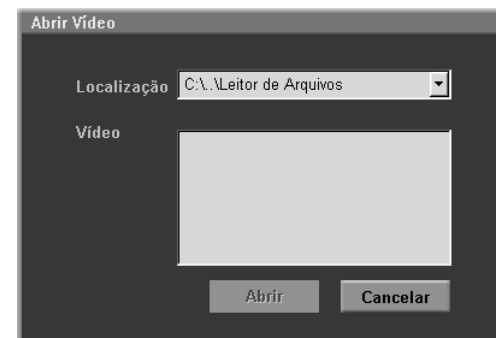 Abrir Vídeo
Localização C:\..\Leitor de Arquivos
Vídeo
Abrir Cancelar